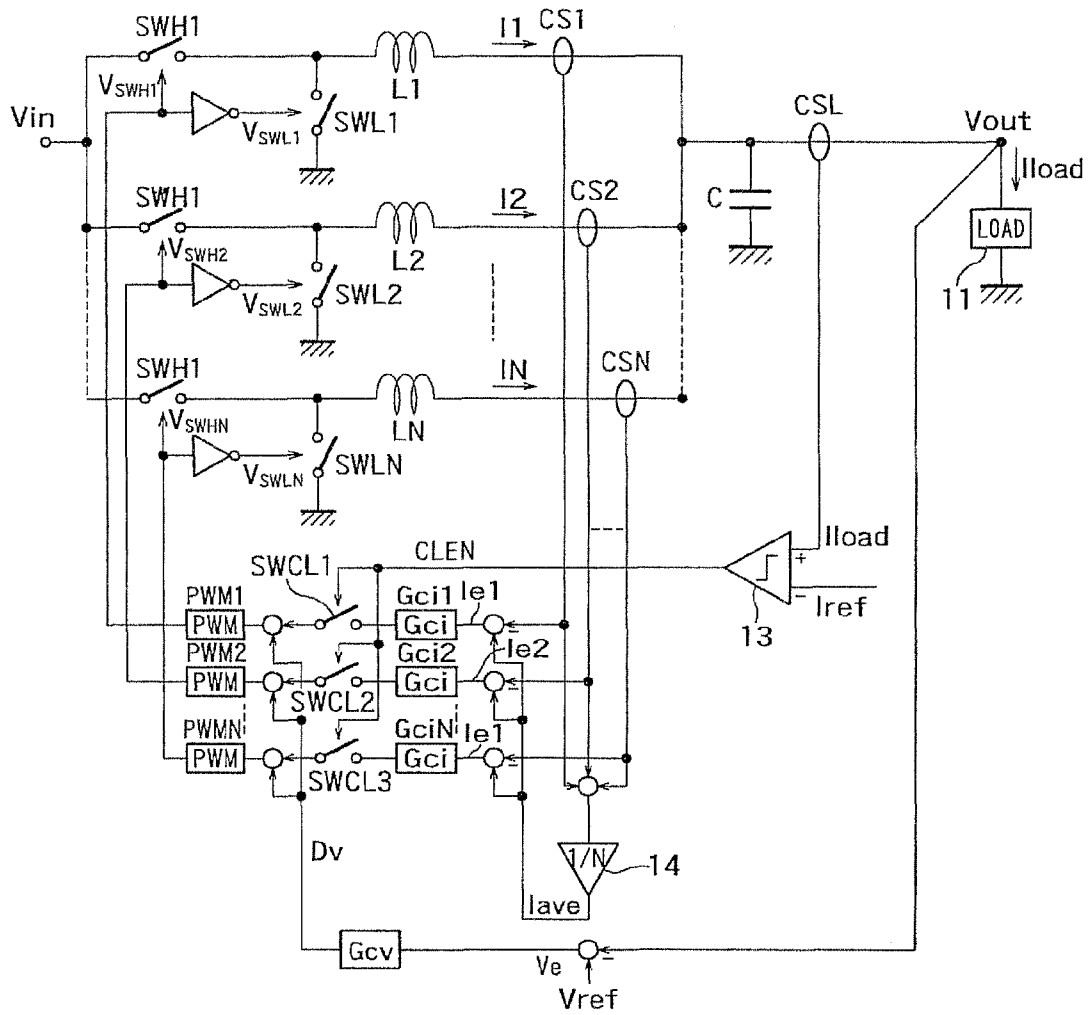 SWH1
I1
CS1
VSWH1
L1
CSL
Vin
VSWL1
SWL1
Vout
Iload
SWH1
I2
CS2
C
LOAD
VSWH2
L2
11
VSWL2
SWL2
SWH1
IN
CSN
VSWHN
LN
VSWLN
SWLN
CLEN
Iload
SWCL1
+
−
Iref
13
PWM1
Gci1
Ie1
PWM
Gci
−
PWM2
Gci2
Ie2
PWM
Gci
−
SWCL2
PWMN
GciN
Ie1
PWM
Gci
−
SWCL3
Dv
1/N
14
Iave
Gcv
Ve
−
Vref